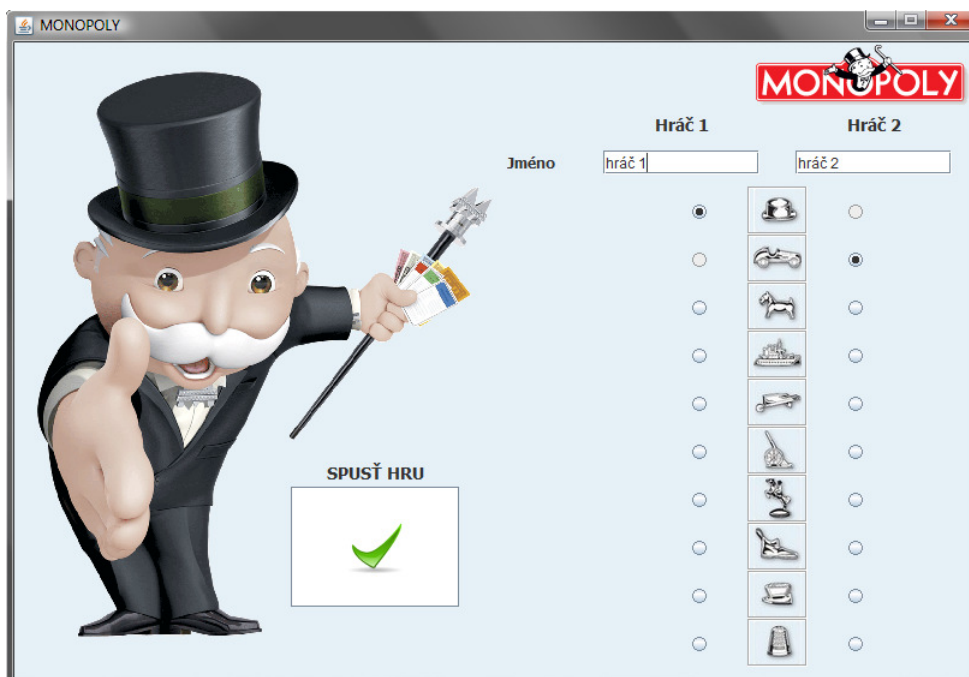 MONOPOLY
MONOPOLY
Hráč 1 Hráč 2
Jméno hráč 1 hráč 2
SPUSŤ HRU